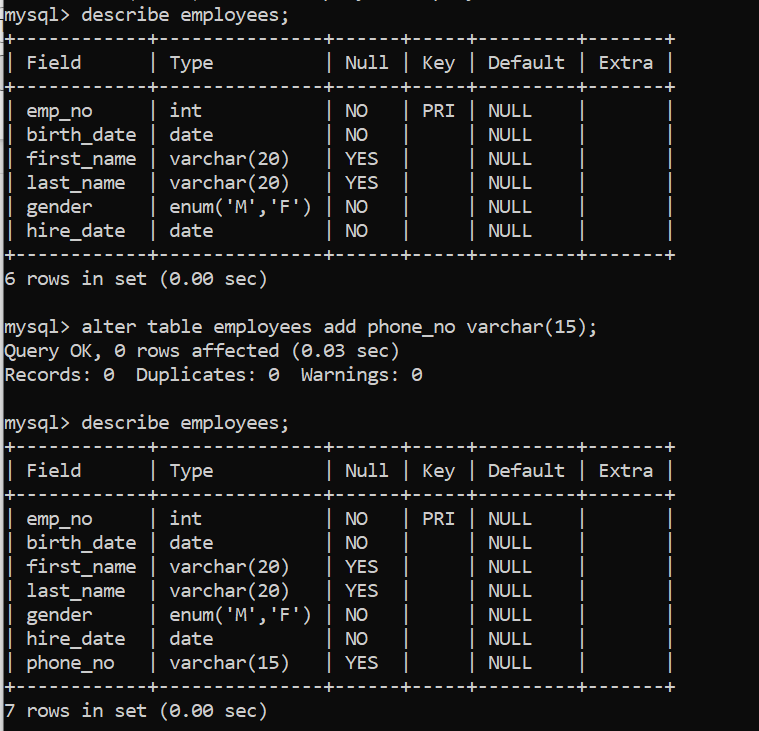 mysql> describe employees;
+------------+---------------+------+-----+---------+-------+
| Field      | Type          | Null | Key | Default | Extra |
+------------+---------------+------+-----+---------+-------+
| emp_no     | int           | NO   | PRI | NULL    |       |
| birth_date | date          | NO   |     | NULL    |       |
| first_name | varchar(20)   | YES  |     | NULL    |       |
| last_name  | varchar(20)   | YES  |     | NULL    |       |
| gender     | enum('M','F') | NO   |     | NULL    |       |
| hire_date  | date          | NO   |     | NULL    |       |
+------------+---------------+------+-----+---------+-------+
6 rows in set (0.00 sec)
mysql> alter table employees add phone_no varchar(15);
Query OK, 0 rows affected (0.03 sec)
Records: 0  Duplicates: 0  Warnings: 0
mysql> describe employees;
+------------+---------------+------+-----+---------+-------+
| Field      | Type          | Null | Key | Default | Extra |
+------------+---------------+------+-----+---------+-------+
| emp_no     | int           | NO   | PRI | NULL    |       |
| birth_date | date          | NO   |     | NULL    |       |
| first_name | varchar(20)   | YES  |     | NULL    |       |
| last_name  | varchar(20)   | YES  |     | NULL    |       |
| gender     | enum('M','F') | NO   |     | NULL    |       |
| hire_date  | date          | NO   |     | NULL    |       |
| phone_no   | varchar(15)   | YES  |     | NULL    |       |
+------------+---------------+------+-----+---------+-------+
7 rows in set (0.00 sec)